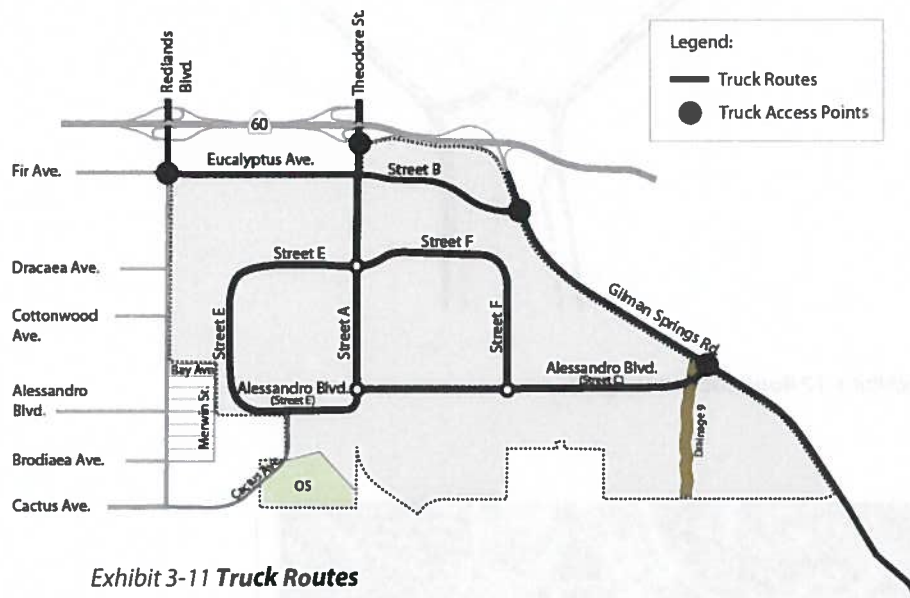 Redlands
Blvd.
Theodore St.
Legend:
Truck Routes
Truck Access Points
60
Fir Ave.
Eucalyptus Ave.
Street B
Dracaea Ave.
Street E
Street F
Cottonwood
Ave.
Street E
Street A
Street F
Gilman Springs Rd.
Bay Ave
Alessandro
Blvd.
Merwin St.
Alessandro Blvd.
(Street E)
Alessandro Blvd.
Drainage 9
Brodiaea Ave.
Cactus Ave
OS
Cactus Ave.
Exhibit 3-11 Truck Routes